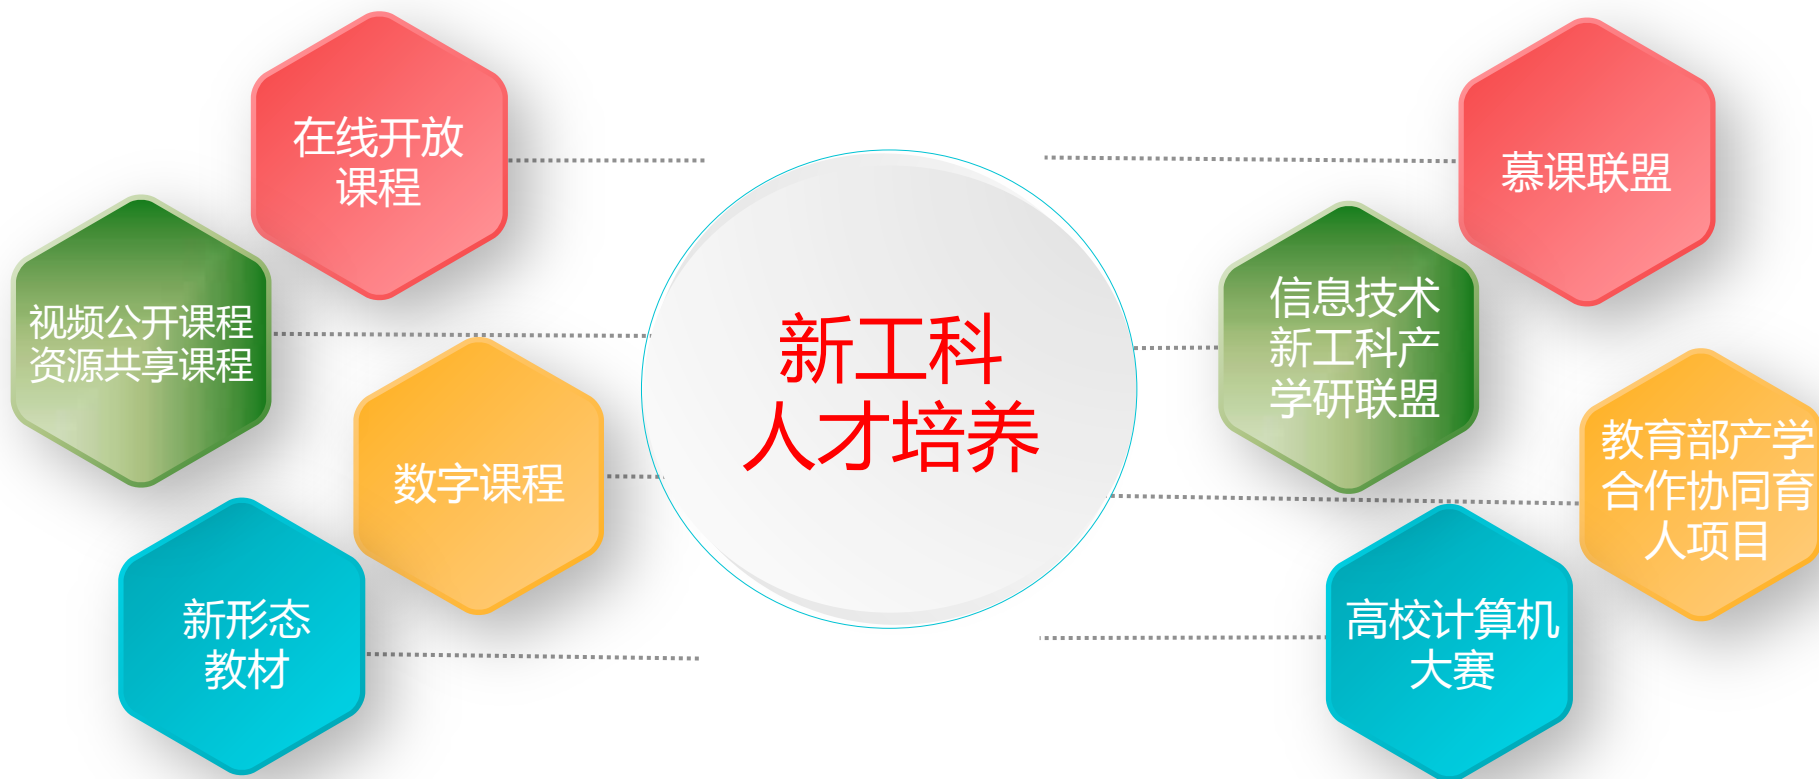 在线开放
课程
视频公开课程
资源共享课程
数字课程
新形态
教材
新工科
人才培养
慕课联盟
信息技术
新工科产
学研联盟
教育部产学
合作协同育
人项目
高校计算机
大赛